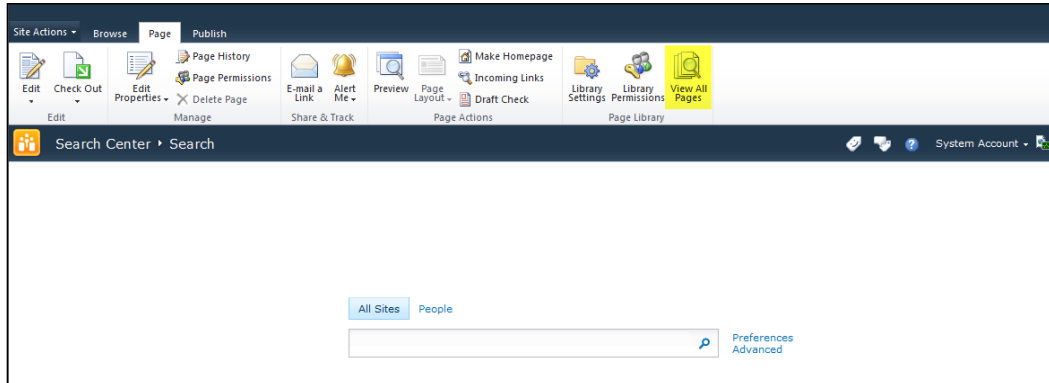 Site Actions Browse Page Publish
Edit
Check Out
Edit
Properties
Page History
Page Permissions
Delete Page
E-mail a
Link
Alert
Me
Preview
Page
Layout
Make Homepage
Incoming Links
Draft Check
Library
Settings
Library
Permissions
View All
Pages
Edit Manage Share & Track Page Actions Page Library
Search Center Search
System Account
All Sites People
Preferences
Advanced